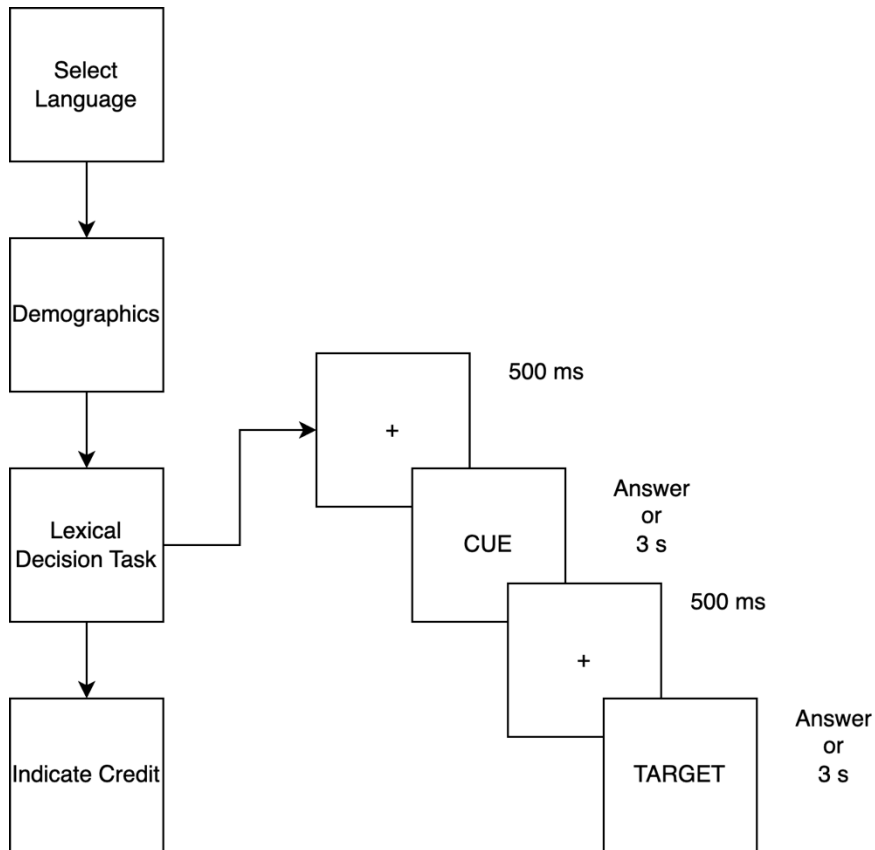 Select
Language
Demographics
500 ms
+
Answer
or
3 s
CUE
Lexical
Decision Task
500 ms
+
Answer
or
3 s
Indicate Credit
TARGET